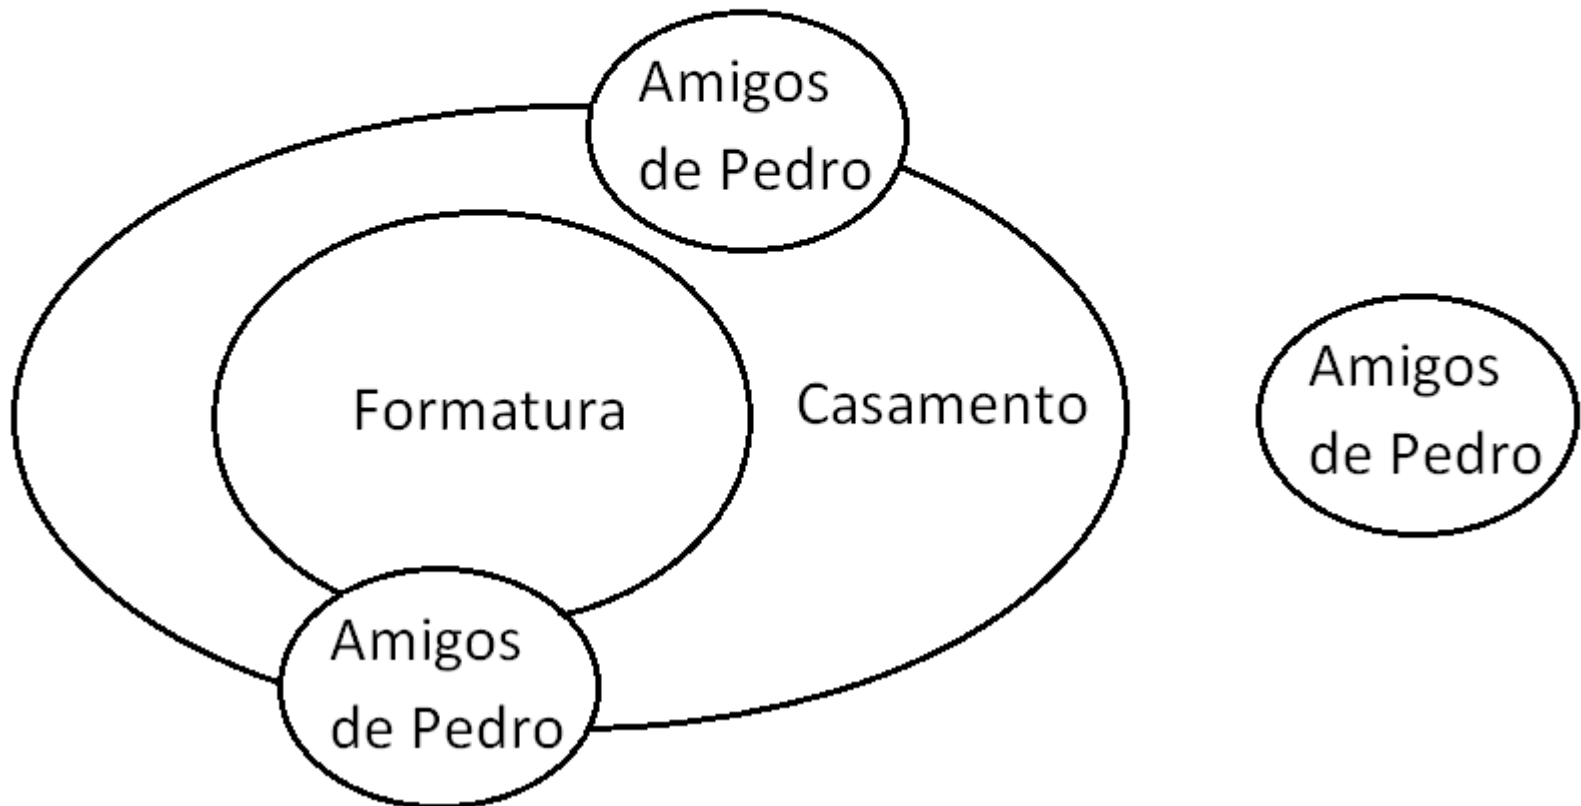 Amigos
de Pedro
Formatura
Casamento
Amigos
de Pedro
Amigos
de Pedro